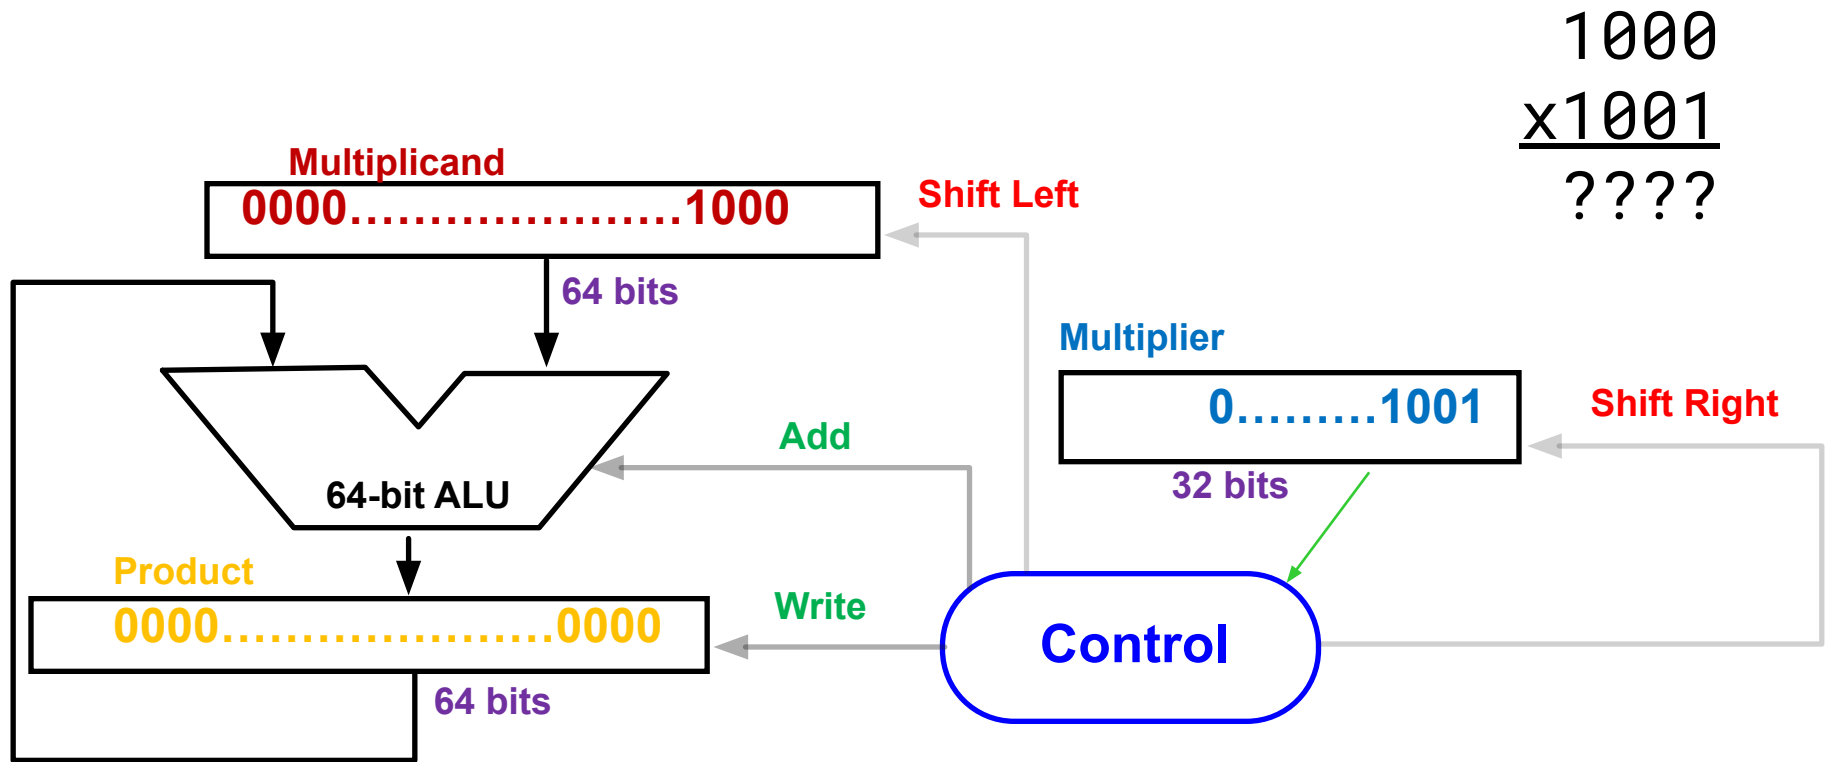 1000
x1001
????
Multiplicand
0000.....................1000
Shift Left
64 bits
Multiplier
0.........1001
Shift Right
32 bits
Add
64-bit ALU
Product
0000.....................0000
Write
Control
64 bits